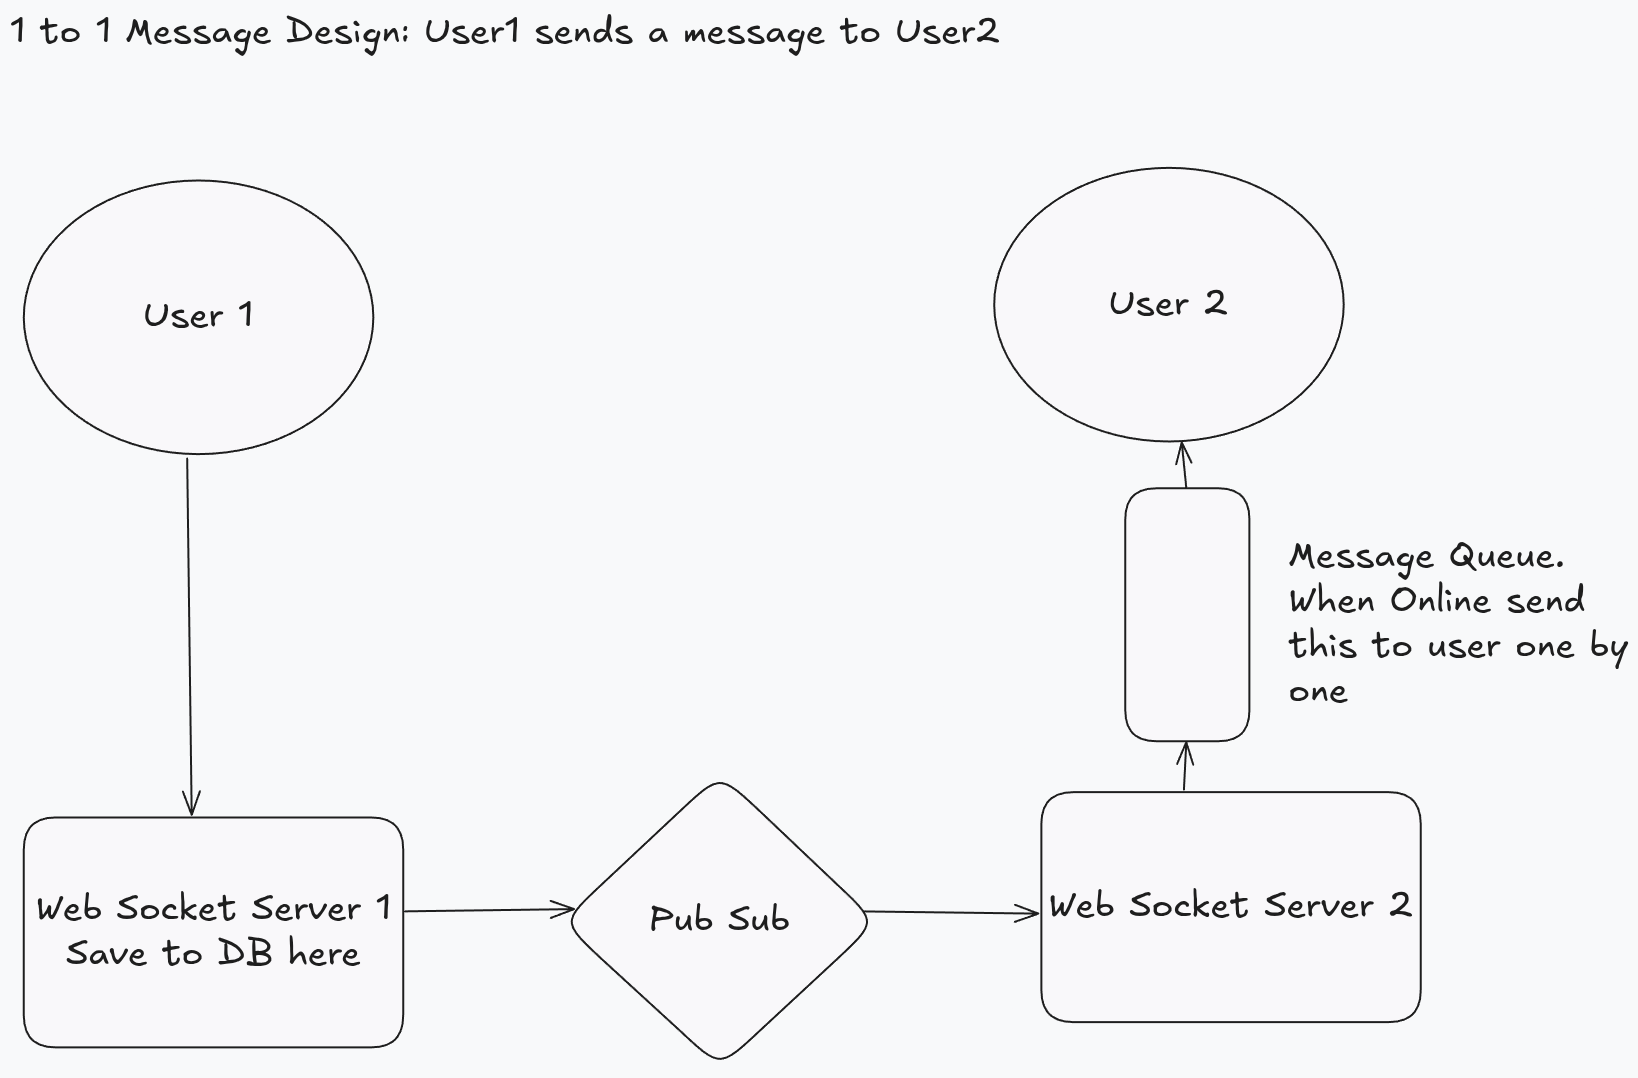 1 to 1 Message Design: User1 sends a message to User2
User 1
User 2
Message Queue.
When Online send
this to user one by
one
Web Socket Server 1
Save to DB here
Pub Sub
Web Socket Server 2